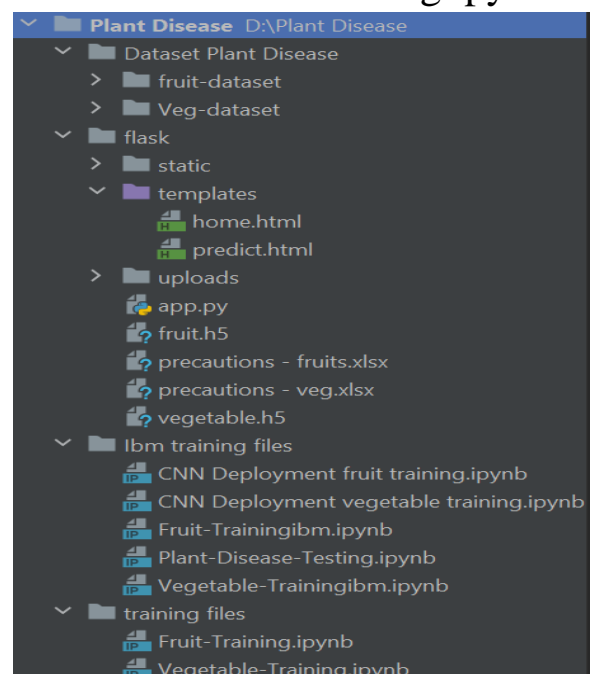 Plant Disease D:\Plant Disease
Dataset Plant Disease
fruit-dataset
Veg-dataset
flask
static
templates
home.html
predict.html
uploads
app.py
fruit.h5
precautions - fruits.xlsx
precautions - veg.xlsx
vegetable.h5
Ibm training files
CNN Deployment fruit training.ipynb
CNN Deployment vegetable training.ipynb
Fruit-Trainingibm.ipynb
Plant-Disease-Testing.ipynb
Vegetable-Trainingibm.ipynb
training files
Fruit-Training.ipynb
Vegetable-Training.ipynb